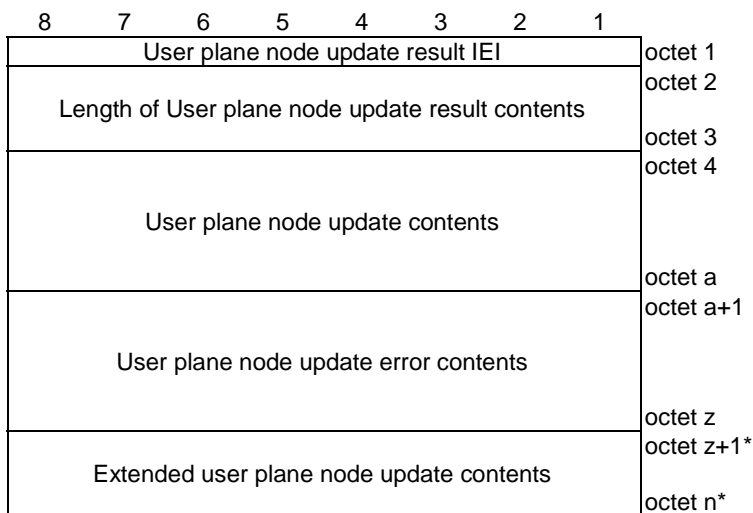 8 7 6 5 4 3 2 1
User plane node update result IEI octet 1
octet 2
Length of User plane node update result contents
octet 3
octet 4
User plane node update contents
octet a
octet a+1
User plane node update error contents
octet z
octet z+1*
Extended user plane node update contents
octet n*